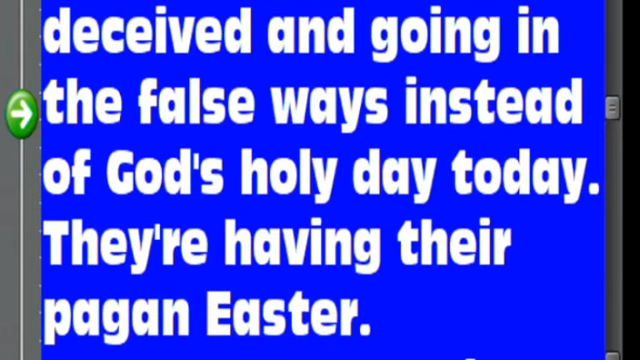 deceived and going in
the false ways instead
of God's holy day today.
They're having their
pagan Easter.